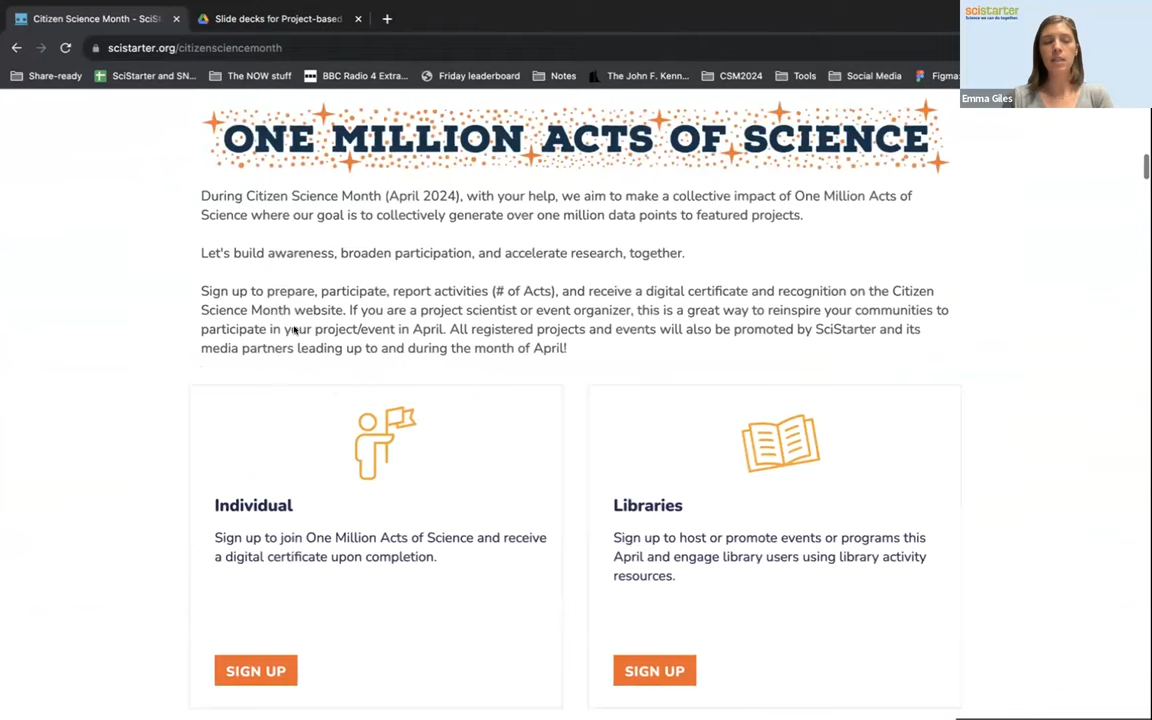 Citizen Science Month - SciS
Slide decks for Project-based
scistarter.org/citizensciencemonth
Share-ready
SciStarter and SN...
The NOW stuff
BBC Radio 4 Extra...
Friday leaderboard
Notes
The John F. Kenn...
CSM2024
Tools
Social Media
Figma:
scistarter
Science we can do together.
Emma Giles
ONE MILLION ACTS OF SCIENCE
During Citizen Science Month (April 2024), with your help, we aim to make a collective impact of One Million Acts of
Science where our goal is to collectively generate over one million data points to featured projects.
Let's build awareness, broaden participation, and accelerate research, together.
Sign up to prepare, participate, report activities (# of Acts), and receive a digital certificate and recognition on the Citizen
Science Month website. If you are a project scientist or event organizer, this is a great way to reinspire your communities to
participate in your project/event in April. All registered projects and events will also be promoted by SciStarter and its
media partners leading up to and during the month of April!
Individual
Sign up to join One Million Acts of Science and receive
a digital certificate upon completion.
SIGN UP
Libraries
Sign up to host or promote events or programs this
April and engage library users using library activity
resources.
SIGN UP